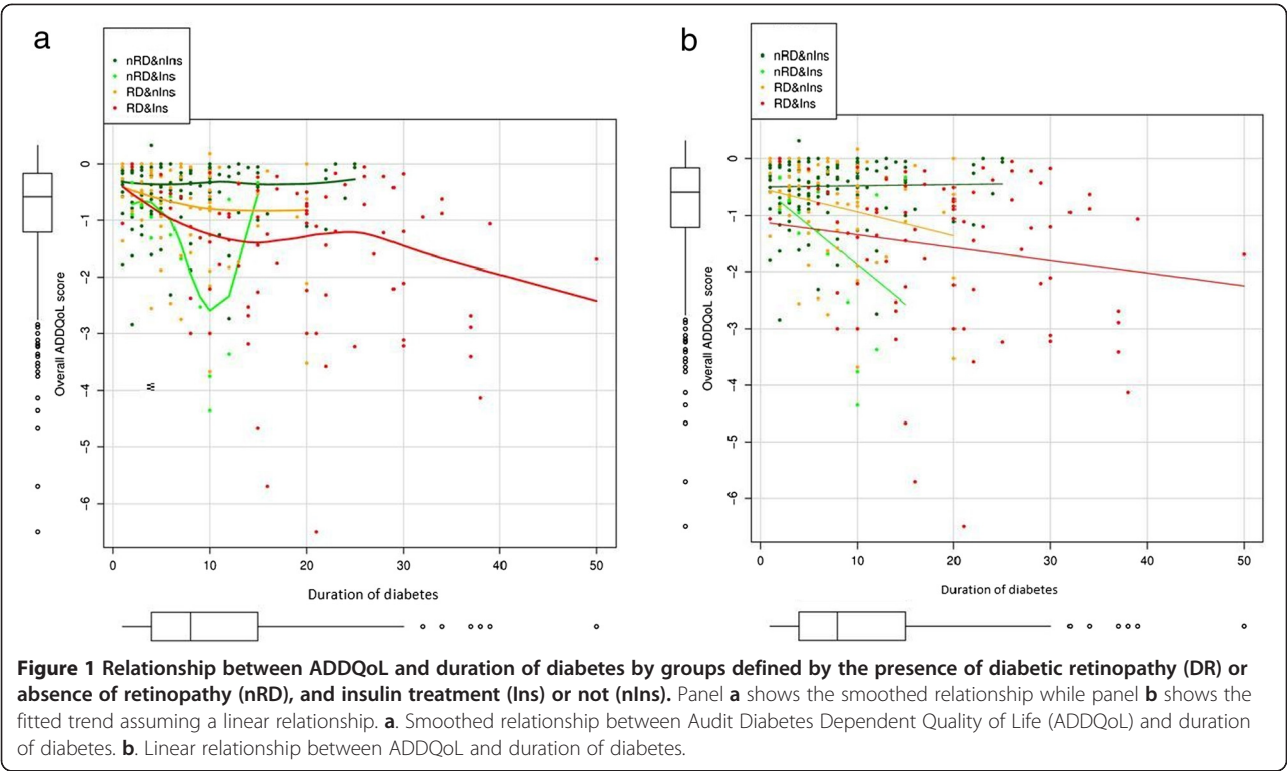 a
nRD&nIns
nRD&Ins
RD&nIns
RD&Ins
Overall ADDQoL score
0
-1
-2
-3
-4
-5
-6
0 10 20 30 40 50
Duration of diabetes
b
nRD&nIns
nRD&Ins
RD&nIns
RD&Ins
Overall ADDQoL score
0
-1
-2
-3
-4
-5
-6
0 10 20 30 40 50
Duration of diabetes
Figure 1 Relationship between ADDQoL and duration of diabetes by groups defined by the presence of diabetic retinopathy (DR) or
absence of retinopathy (nRD), and insulin treatment (Ins) or not (nIns). Panel a shows the smoothed relationship while panel b shows the
fitted trend assuming a linear relationship. a. Smoothed relationship between Audit Diabetes Dependent Quality of Life (ADDQoL) and duration
of diabetes. b. Linear relationship between ADDQoL and duration of diabetes.